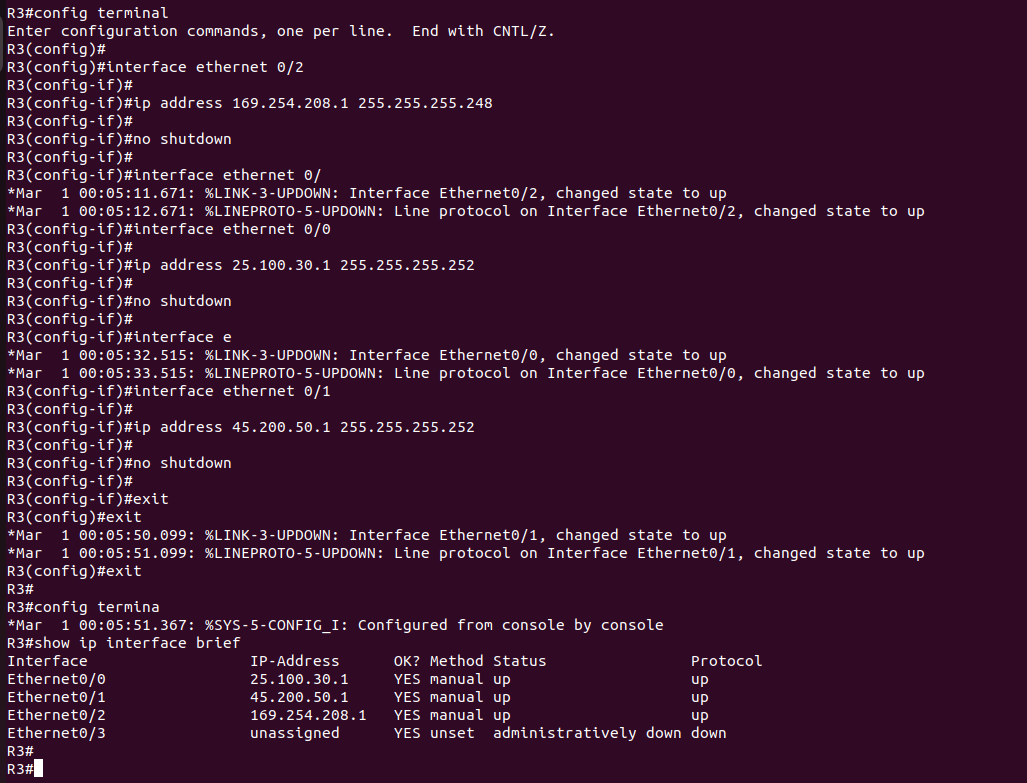 R3#config terminal
Enter configuration commands, one per line.  End with CNTL/Z.
R3(config)#
R3(config)#interface ethernet 0/2
R3(config-if)#
R3(config-if)#ip address 169.254.208.1 255.255.255.248
R3(config-if)#
R3(config-if)#no shutdown
R3(config-if)#
R3(config-if)#interface ethernet 0/
*Mar  1 00:05:11.671: %LINK-3-UPDOWN: Interface Ethernet0/2, changed state to up
*Mar  1 00:05:12.671: %LINEPROTO-5-UPDOWN: Line protocol on Interface Ethernet0/2, changed state to up
R3(config-if)#interface ethernet 0/0
R3(config-if)#
R3(config-if)#ip address 25.100.30.1 255.255.255.252
R3(config-if)#
R3(config-if)#no shutdown
R3(config-if)#
R3(config-if)#interface e
*Mar  1 00:05:32.515: %LINK-3-UPDOWN: Interface Ethernet0/0, changed state to up
*Mar  1 00:05:33.515: %LINEPROTO-5-UPDOWN: Line protocol on Interface Ethernet0/0, changed state to up
R3(config-if)#interface ethernet 0/1
R3(config-if)#
R3(config-if)#ip address 45.200.50.1 255.255.255.252
R3(config-if)#
R3(config-if)#no shutdown
R3(config-if)#
R3(config-if)#exit
R3(config)#exit
*Mar  1 00:05:50.099: %LINK-3-UPDOWN: Interface Ethernet0/1, changed state to up
*Mar  1 00:05:51.099: %LINEPROTO-5-UPDOWN: Line protocol on Interface Ethernet0/1, changed state to up
R3(config)#exit
R3#
R3#config termina
*Mar  1 00:05:51.367: %SYS-5-CONFIG_I: Configured from console by console
R3#show ip interface brief
Interface                  IP-Address      OK? Method Status                Protocol
Ethernet0/0                25.100.30.1     YES manual up                    up
Ethernet0/1                45.200.50.1     YES manual up                    up
Ethernet0/2                169.254.208.1   YES manual up                    up
Ethernet0/3                unassigned      YES unset  administratively down down
R3#
R3#